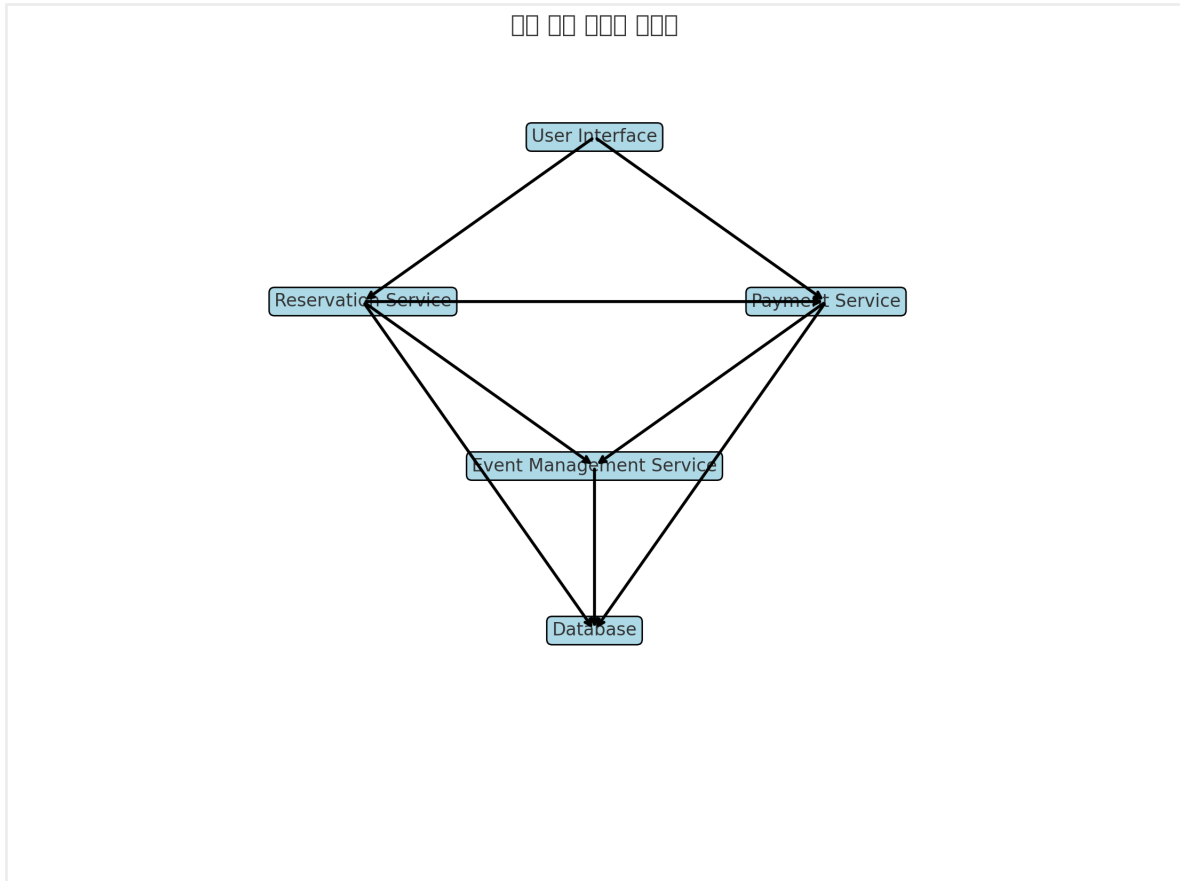 User Interface
Reservation Service
Payment Service
Event Management Service
Database